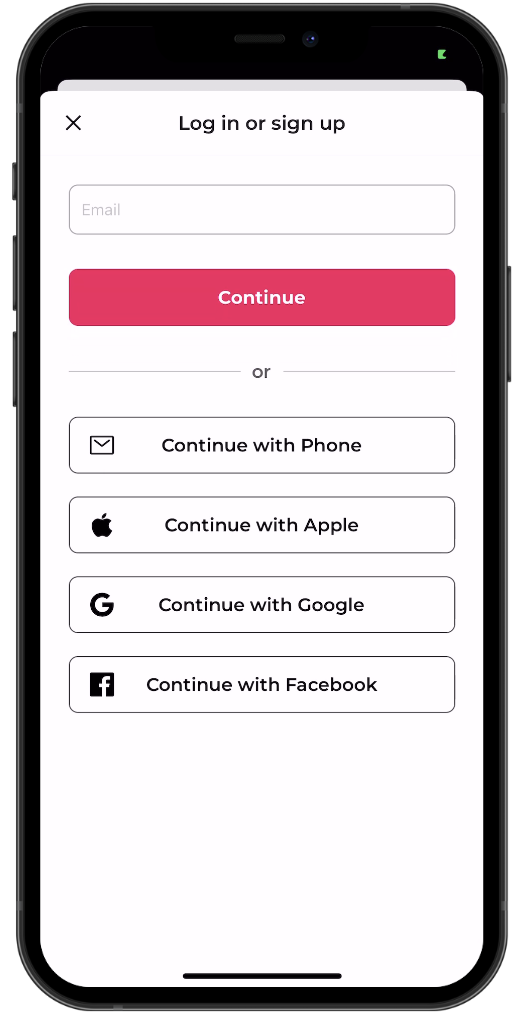 Log in or sign up
Email
Continue
or
Continue with Phone
Continue with Apple
Continue with Google
Continue with Facebook